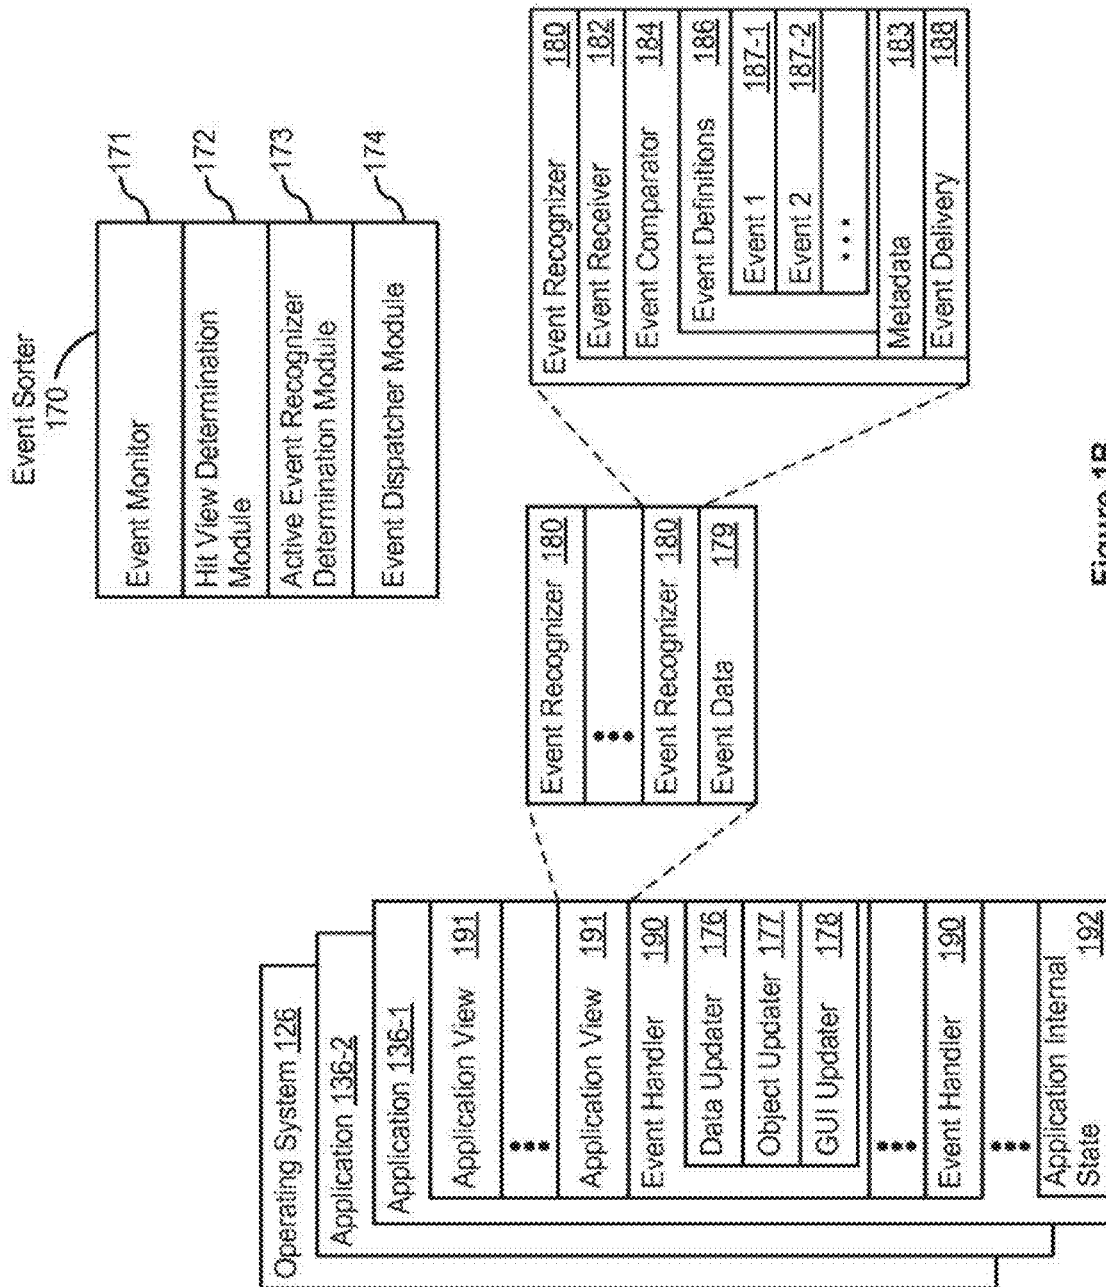 Event Sorter
170
Event Monitor
171
Hit View Determination
Module
172
Active Event Recognizer
Determination Module
173
Event Dispatcher Module
174
Operating System 126
Application 136-2
Application 136-1
Application View 191
•••
Application View 191
Event Handler 190
Data Updater 176
Object Updater 177
GUI Updater 178
•••
Event Handler 190
•••
Application Internal
State 192
Event Recognizer 180
•••
Event Recognizer 180
Event Data 179
Event Recognizer 180
Event Receiver 182
Event Comparator 184
Event Definitions 186
Event 1 187-1
Event 2 187-2
•••
Metadata 183
Event Delivery 188
Figure 1B